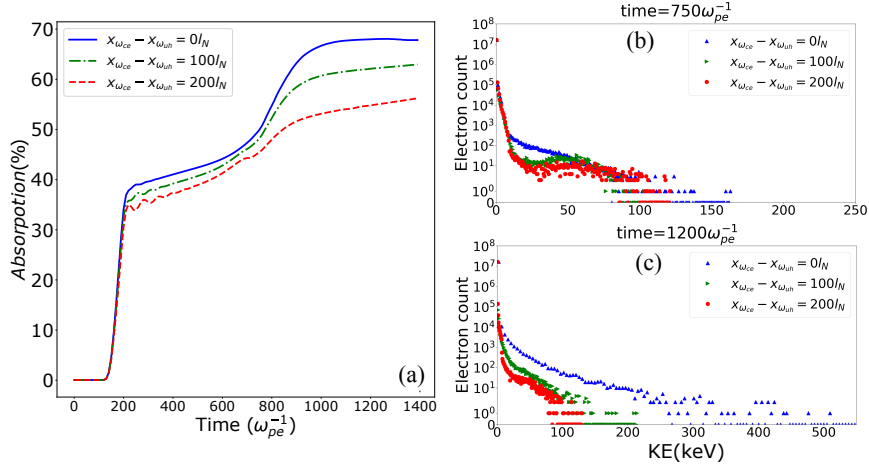 70
60
50
40
30
20
10
0
Absorpotion(%)
x_{ω_{ce}} − x_{ω_{uh}} = 0l_N
x_{ω_{ce}} − x_{ω_{uh}} = 100l_N
x_{ω_{ce}} − x_{ω_{uh}} = 200l_N
(a)
0 200 400 600 800 1000 1200 1400
Time (ω_{pe}^{-1})
time=750ω_{pe}^{-1}
(b)
x_{ω_{ce}} − x_{ω_{uh}} = 0l_N
x_{ω_{ce}} − x_{ω_{uh}} = 100l_N
x_{ω_{ce}} − x_{ω_{uh}} = 200l_N
Electron count
10^8
10^7
10^6
10^5
10^4
10^3
10^2
10^1
10^0
0
0 50 100 150 200 250
time=1200ω_{pe}^{-1}
(c)
x_{ω_{ce}} − x_{ω_{uh}} = 0l_N
x_{ω_{ce}} − x_{ω_{uh}} = 100l_N
x_{ω_{ce}} − x_{ω_{uh}} = 200l_N
Electron count
10^8
10^7
10^6
10^5
10^4
10^3
10^2
10^1
10^0
0
0 100 200 300 400 500
KE(keV)